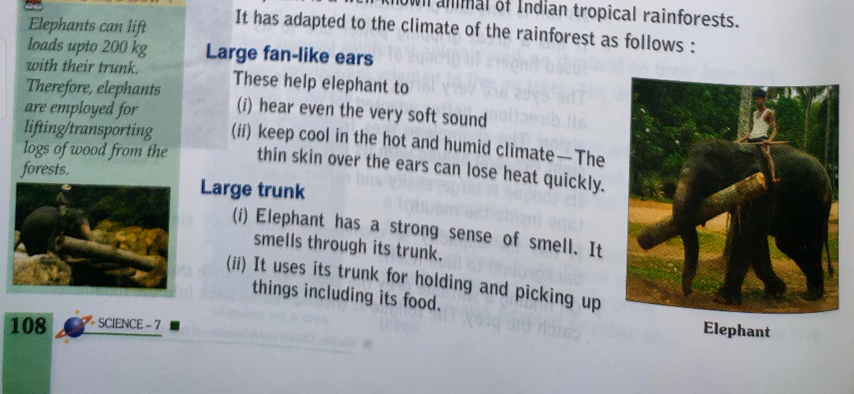 Elephants can lift
loads upto 200 kg
with their trunk.
Therefore, elephants
are employed for
lifting/transporting
logs of wood from the
forests.
well-known animal of Indian tropical rainforests.
It has adapted to the climate of the rainforest as follows :
Large fan-like ears
These help elephant to
(i) hear even the very soft sound
(ii) keep cool in the hot and humid climate—The
thin skin over the ears can lose heat quickly.
Large trunk
(i) Elephant has a strong sense of smell. It
smells through its trunk.
(ii) It uses its trunk for holding and picking up
things including its food.
Elephant
108 SCIENCE – 7